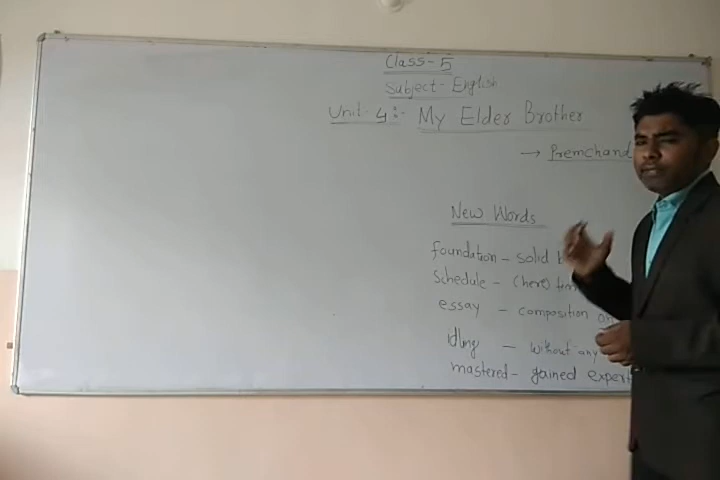 Class-5
Subject- English
Unit-4:- My Elder Brother
→ Premchand
New Words
foundation - solid
Schedule - (here)
essay - composition
idling - without any
mastered- gained